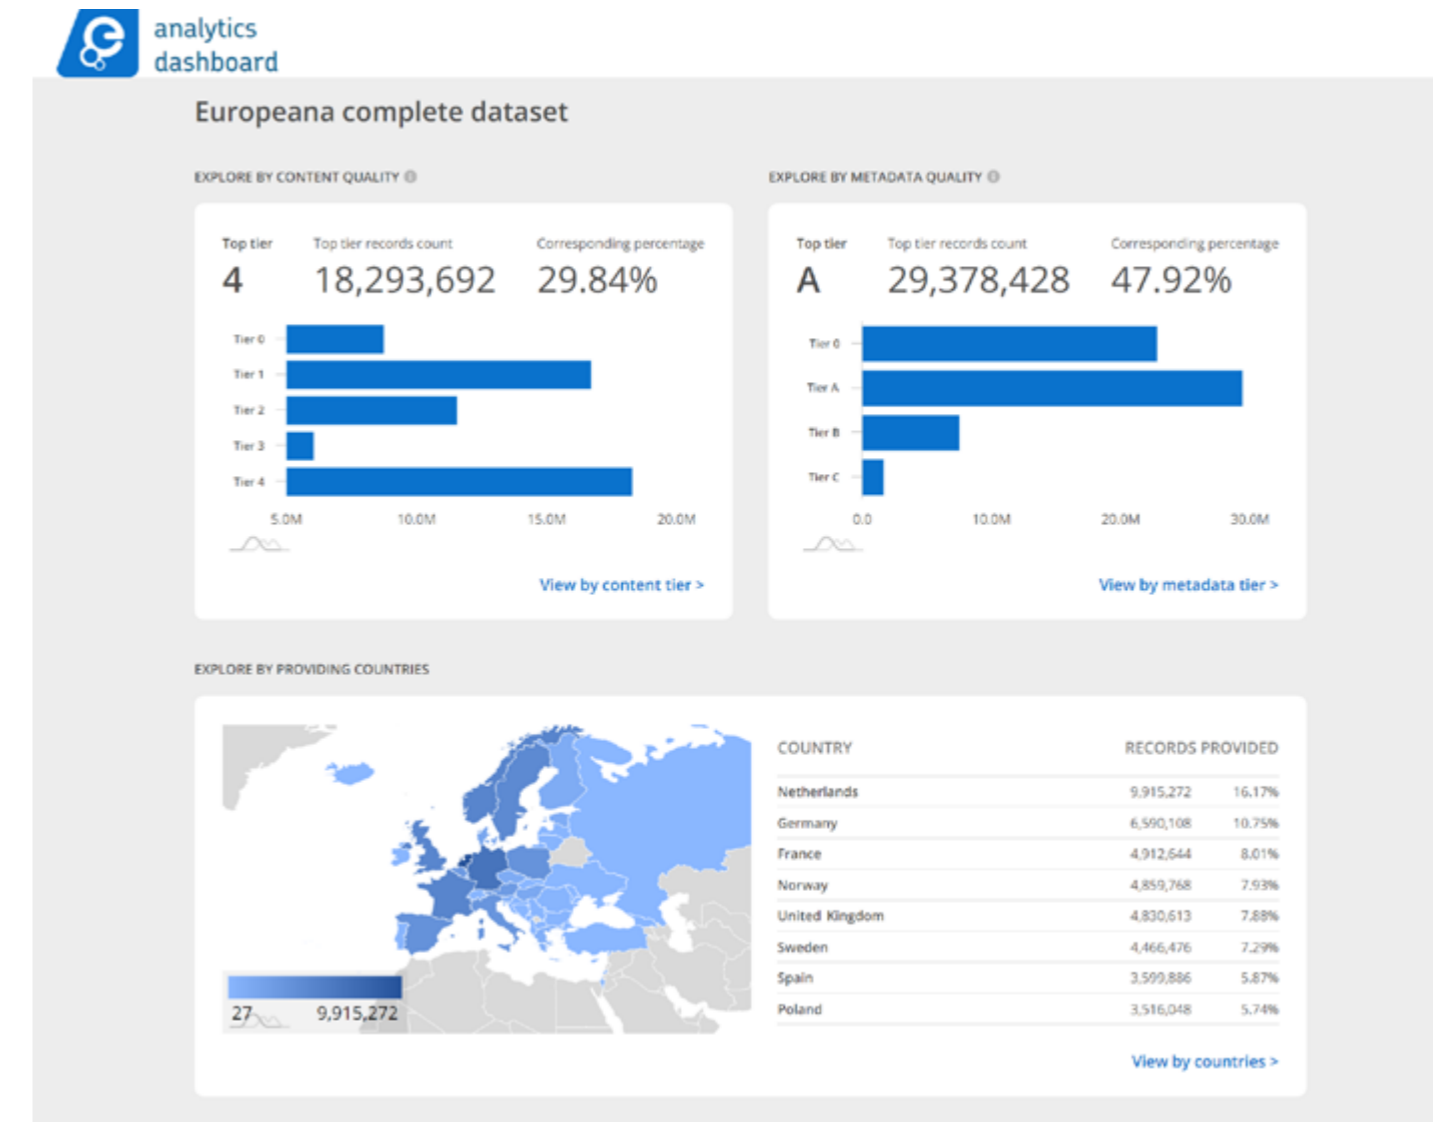 analytics
dashboard
Europeana complete dataset
EXPLORE BY CONTENT QUALITY
Top tier Top tier records count Corresponding percentage
4 18,293,692 29.84%
Tier 0
Tier 1
Tier 2
Tier 3
Tier 4
5.0M 10.0M 15.0M 20.0M
View by content tier >
EXPLORE BY METADATA QUALITY
Top tier Top tier records count Corresponding percentage
A 29,378,428 47.92%
Tier 0
Tier A
Tier B
Tier C
0.0 10.0M 20.0M 30.0M
View by metadata tier >
EXPLORE BY PROVIDING COUNTRIES
27 9,915,272
COUNTRY RECORDS PROVIDED
Netherlands 9,915,272 16.17%
Germany 6,590,108 10.75%
France 4,912,644 8.01%
Norway 4,859,768 7.93%
United Kingdom 4,830,613 7.88%
Sweden 4,466,476 7.29%
Spain 3,599,886 5.87%
Poland 3,516,048 5.74%
View by countries >